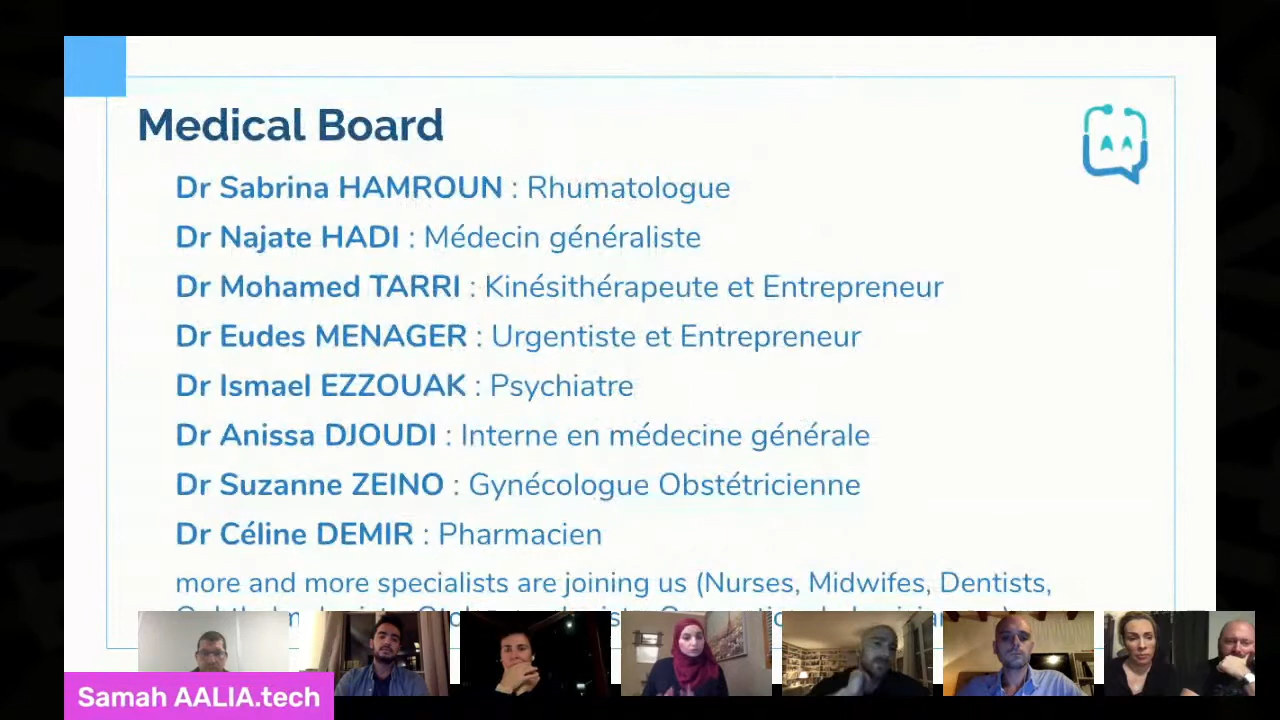 Medical Board
Dr Sabrina HAMROUN : Rhumatologue
Dr Najate HADI : Médecin généraliste
Dr Mohamed TARRI : Kinésithérapeute et Entrepreneur
Dr Eudes MENAGER : Urgentiste et Entrepreneur
Dr Ismael EZZOUAK : Psychiatre
Dr Anissa DJOUDI : Interne en médecine générale
Dr Suzanne ZEINO : Gynécologue Obstétricienne
Dr Céline DEMIR : Pharmacien
more and more specialists are joining us (Nurses, Midwifes, Dentists,
Samah AALIA.tech